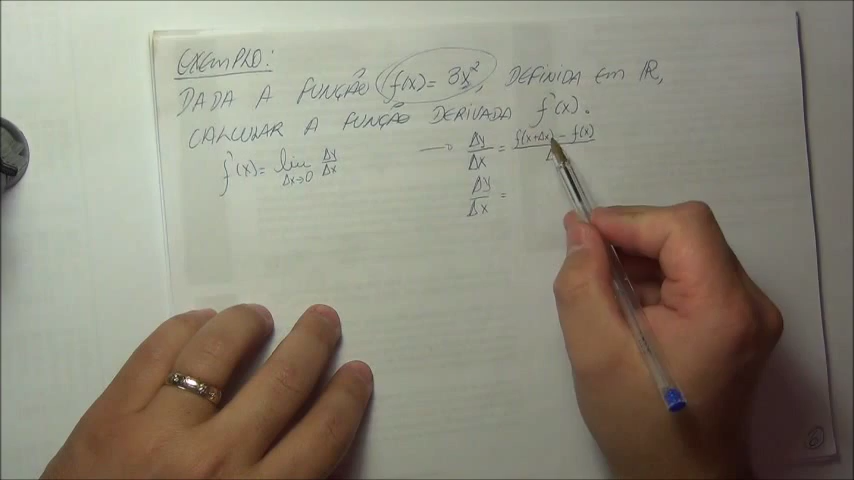 EXEMPLO:
DADA A FUNÇÃO f(x) = 3x², DEFINIDA EM ℝ,
CALCULAR A FUNÇÃO DERIVADA f'(x).
f'(x) = lim Δx→0 Δy/Δx → Δy/Δx = f(x+Δx) - f(x)/Δ
Δy/Δx =
6